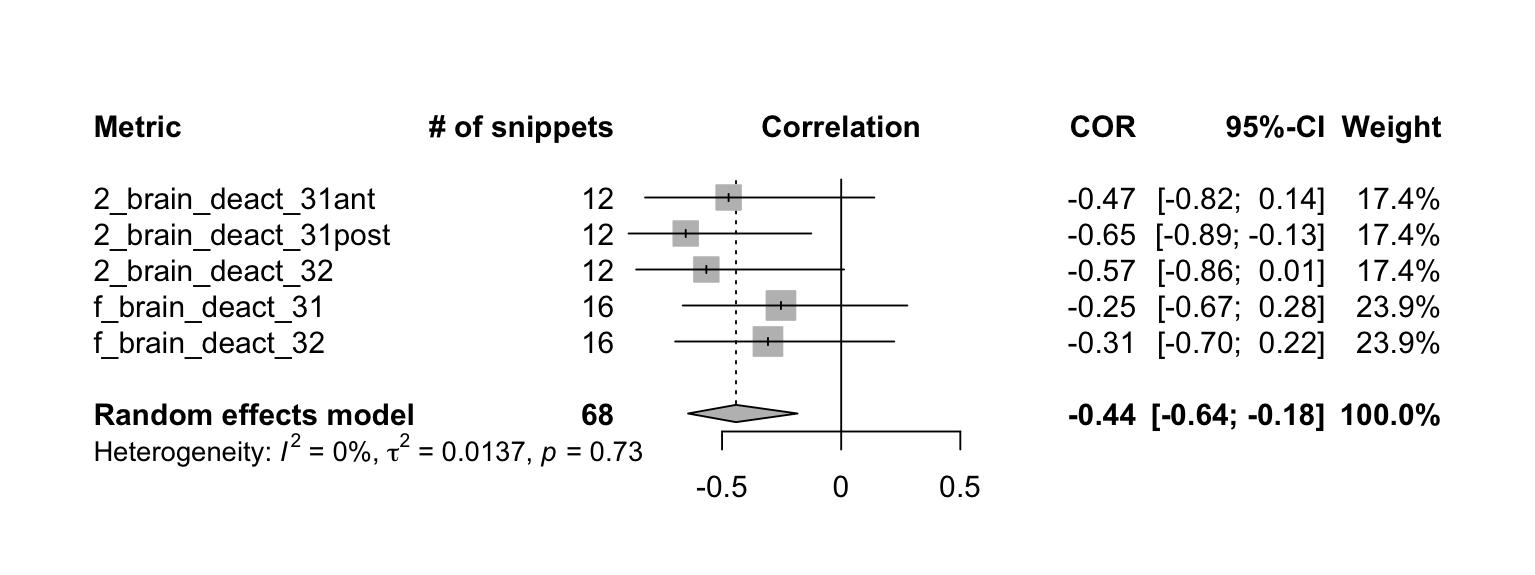 Metric # of snippets Correlation COR 95%-CI Weight
2_brain_deact_31ant 12 -0.47 [-0.82; 0.14] 17.4%
2_brain_deact_31post 12 -0.65 [-0.89; -0.13] 17.4%
2_brain_deact_32 12 -0.57 [-0.86; 0.01] 17.4%
f_brain_deact_31 16 -0.25 [-0.67; 0.28] 23.9%
f_brain_deact_32 16 -0.31 [-0.70; 0.22] 23.9%
Random effects model 68 -0.44 [-0.64; -0.18] 100.0%
Heterogeneity: I² = 0%, τ² = 0.0137, p = 0.73
-0.5 0 0.5